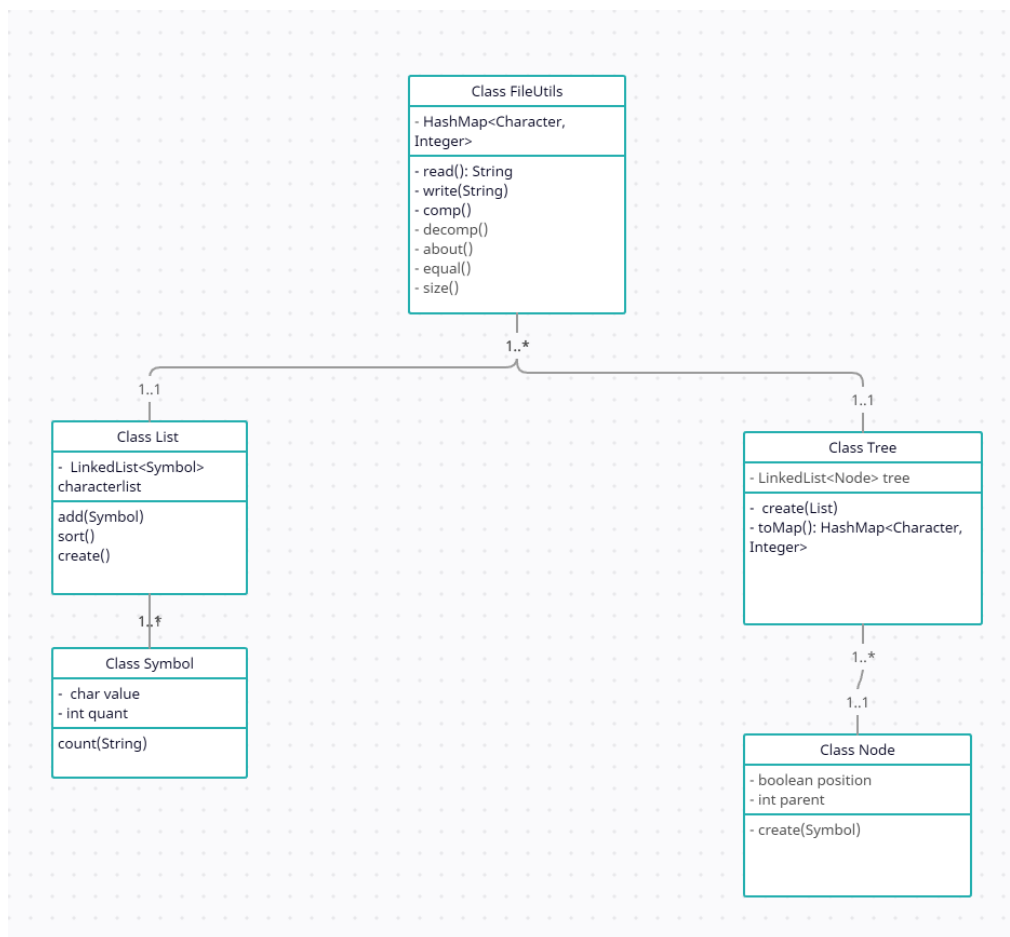 Class FileUtils
- HashMap<Character,
Integer>
- read(): String
- write(String)
- comp()
- decomp()
- about()
- equal()
- size()
1..*
1..1
1..1
Class List
-  LinkedList<Symbol>
characterlist
add(Symbol)
sort()
create()
Class Tree
- LinkedList<Node> tree
-  create(List)
- toMap(): HashMap<Character,
Integer>
Class Symbol
-  char value
- int quant
count(String)
1..*
1..1
Class Node
- boolean position
- int parent
- create(Symbol)